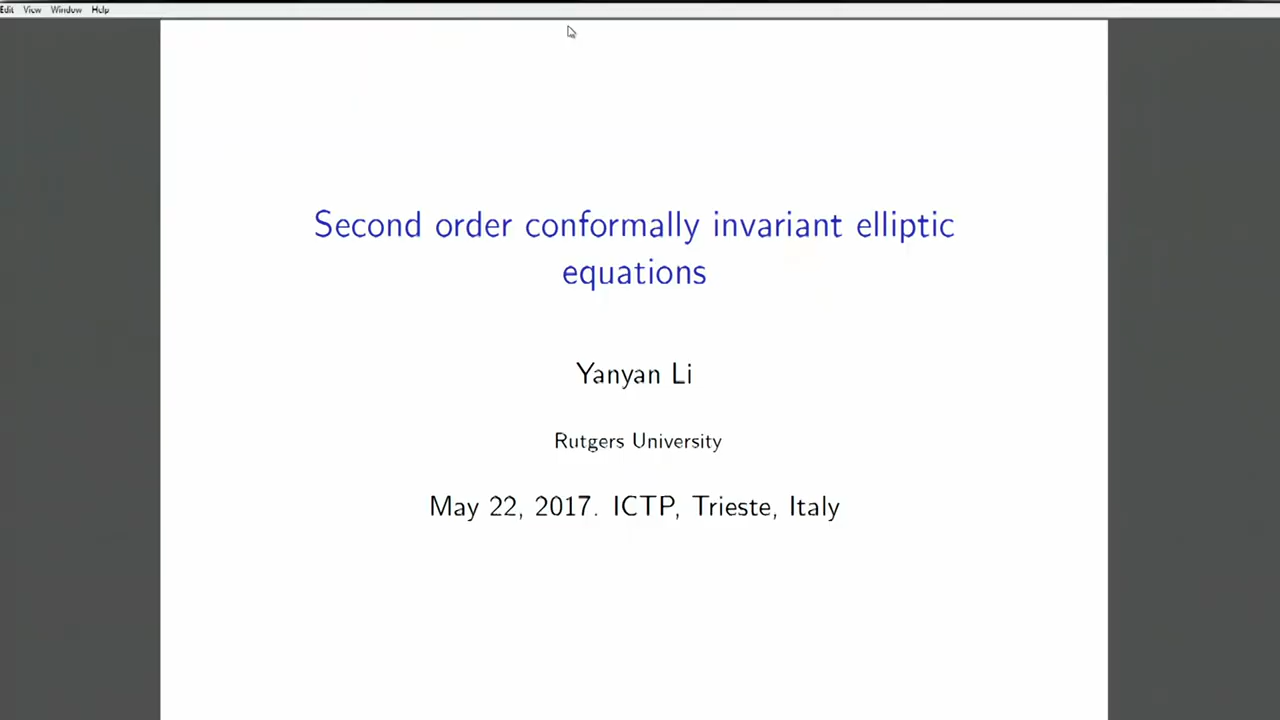 Edit View Window Help
Second order conformally invariant elliptic
equations
Yanyan Li
Rutgers University
May 22, 2017. ICTP, Trieste, Italy